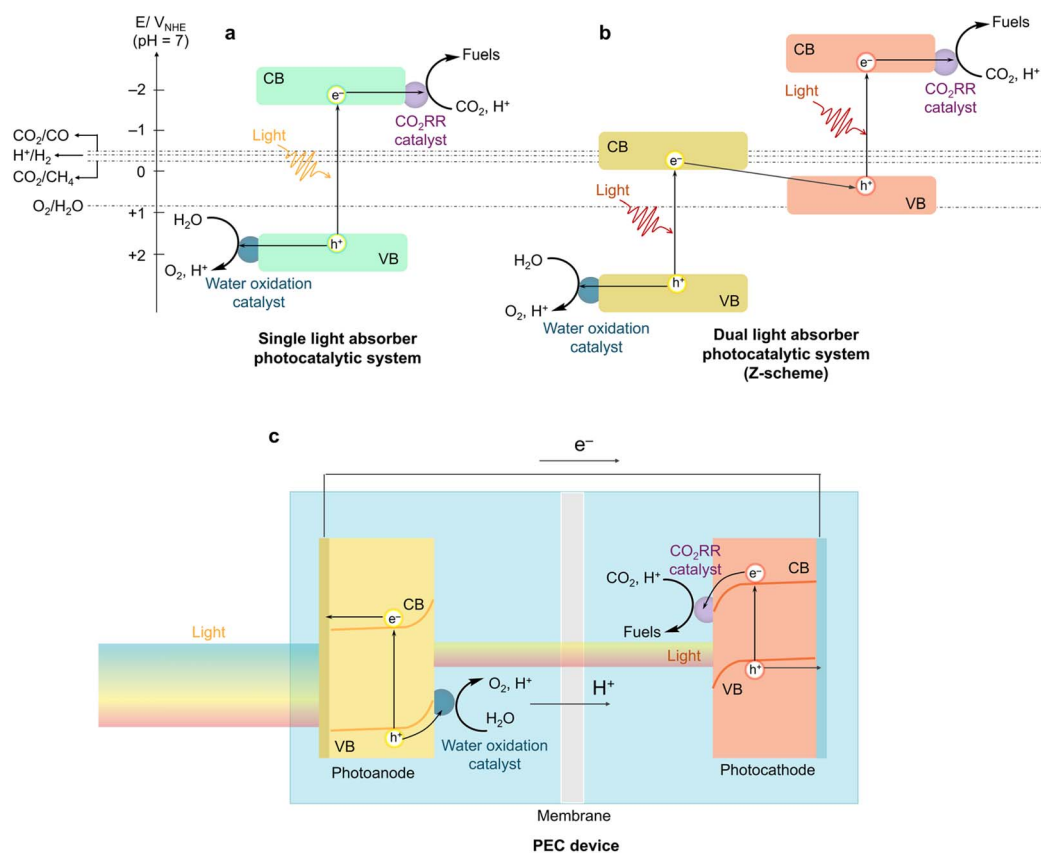 E/ V_NHE
(pH = 7)
−2
−1
0
+1
+2
CO₂/CO
H⁺/H₂
CO₂/CH₄
O₂/H₂O
a
CB
e⁻
Fuels
CO₂, H⁺
CO₂RR
catalyst
Light
H₂O
h⁺
VB
O₂, H⁺
Water oxidation
catalyst
Single light absorber
photocatalytic system
b
CB
e⁻
Fuels
CO₂, H⁺
CO₂RR
catalyst
Light
CB
e⁻
h⁺
VB
Light
H₂O
h⁺
VB
O₂, H⁺
Water oxidation
catalyst
Dual light absorber
photocatalytic system
(Z-scheme)
c
e⁻
Light
CB
e⁻
VB
h⁺
Photoanode
O₂, H⁺
H₂O
Water oxidation
catalyst
H⁺
CO₂RR
catalyst
CO₂, H⁺
Fuels
Light
e⁻
CB
VB
h⁺
Photocathode
Membrane
PEC device